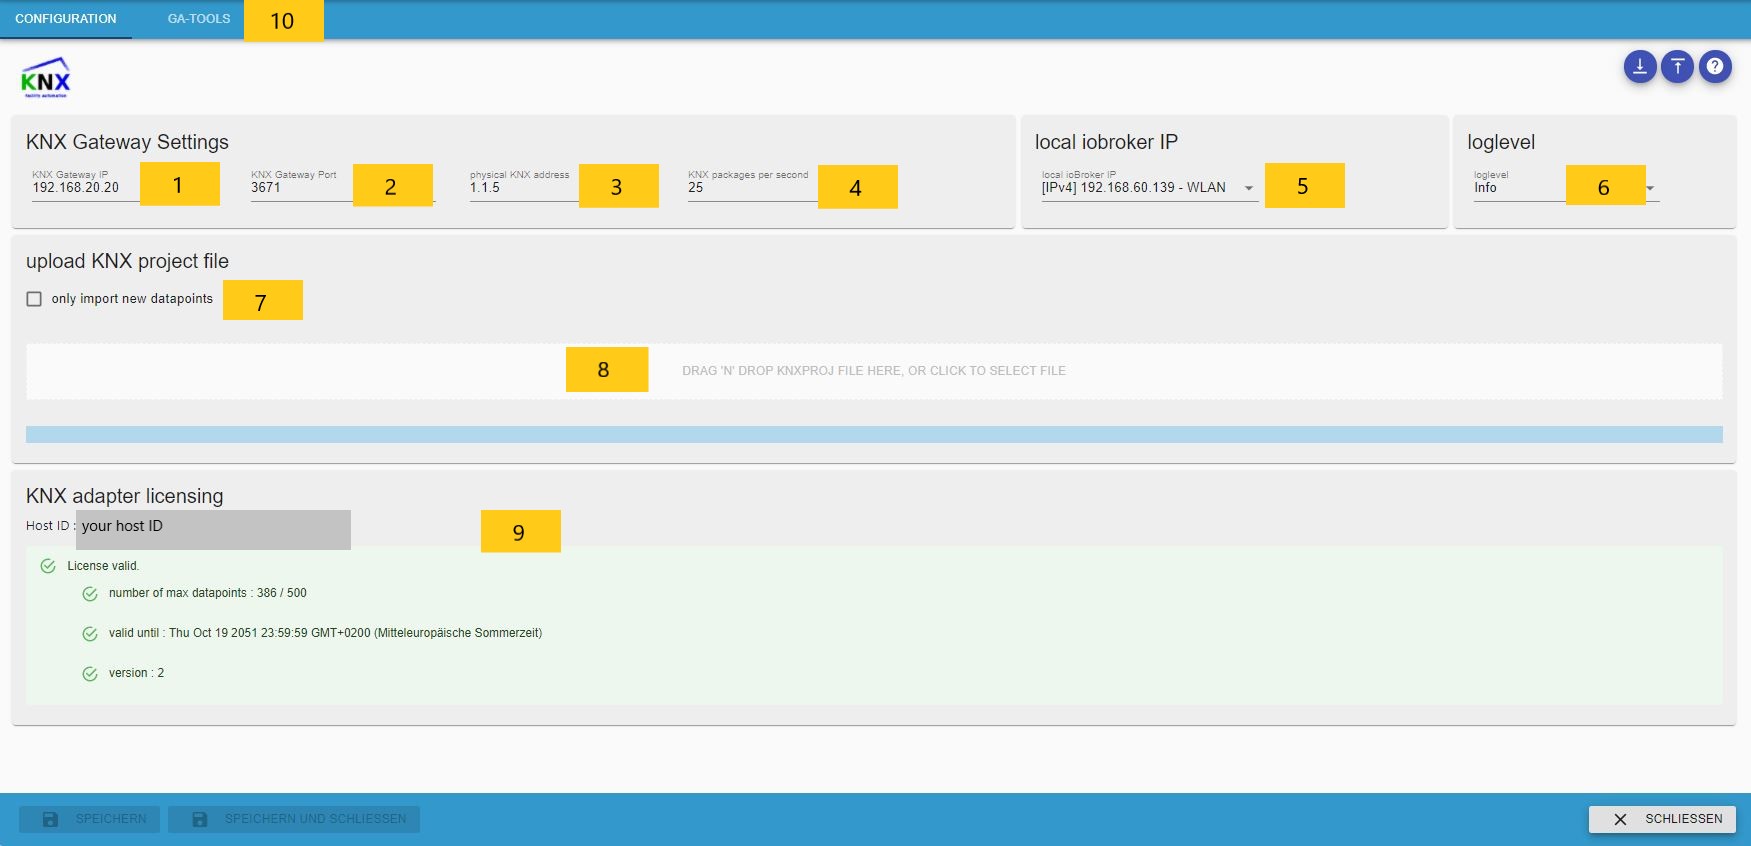 CONFIGURATION GA-TOOLS 10
KNX
facility automation
KNX Gateway Settings
KNX Gateway IP
192.168.20.20
1
KNX Gateway Port
3671
2
physical KNX address
1.1.5
3
KNX packages per second
25
4
local iobroker IP
local ioBroker IP
[IPv4] 192.168.60.139 - WLAN
5
loglevel
loglevel
Info
6
upload KNX project file
only import new datapoints 7
8 DRAG 'N' DROP KNXPROJ FILE HERE, OR CLICK TO SELECT FILE
KNX adapter licensing
Host ID : your host ID
9
License valid.
number of max datapoints : 386 / 500
valid until : Thu Oct 19 2051 23:59:59 GMT+0200 (Mitteleuropäische Sommerzeit)
version : 2
SPEICHERN SPEICHERN UND SCHLIESSEN SCHLIESSEN